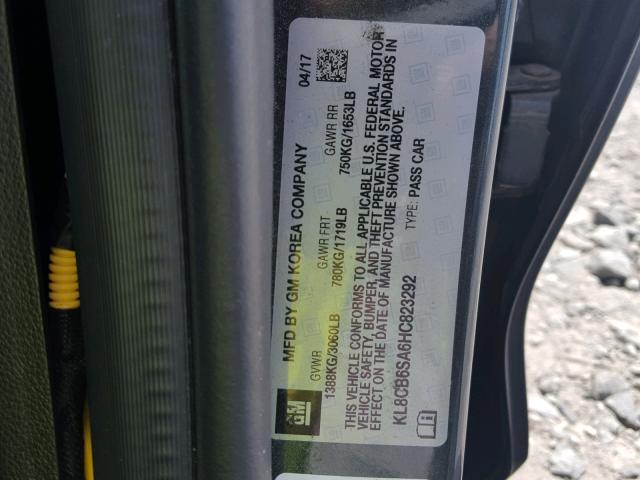 GM
MFD BY GM KOREA COMPANY
04/17
GVWR
GAWR FRT
GAWR RR
1388KG/3060LB
780KG/1719LB
750KG/1653LB
THIS VEHICLE CONFORMS TO ALL APPLICABLE U.S. FEDERAL MOTOR
VEHICLE SAFETY, BUMPER, AND THEFT PREVENTION STANDARDS IN
EFFECT ON THE DATE OF MANUFACTURE SHOWN ABOVE.
KL8CB6SA6HC823292
TYPE: PASS CAR